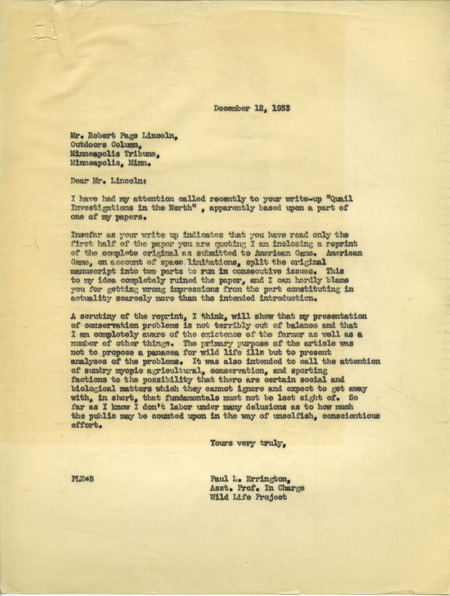 December 12, 1933
Mr. Robert Page Lincoln,
Outdoors Column,
Minneapolis Tribune,
Minneapolis, Minn.
Dear Mr. Lincoln:
I have had my attention called recently to your write-up "Quail
Investigations in the North" , apparently based upon a part of
one of my papers.
Insofar as your write up indicates that you have read only the
first half of the paper you are quoting I am inclosing a reprint
of the complete original as submitted to American Game. American
Game, on account of space limitations, split the original
manuscript into two parts to run in consecutive issues. This
to my idea completely ruined the paper, and I can hardly blame
you for getting wrong impressions from the part constituting in
actuality scarcely more than the intended introduction.
A scrutiny of the reprint, I think, will show that my presentation
of conservation problems is not terribly out of balance and that
I am completely aware of the existence of the farmer as well as a
number of other things. The primary purpose of the article was
not to propose a panacea for wild life ills but to present
analyses of the problems. It was also intended to call the attention
of sundry myopic agricultural, conservation, and sporting
factions to the possibility that there are certain social and
biological matters which they cannot ignore and expect to get away
with, in short, that fundamentals must not be lost sight of. So
far as I know I don't labor under many delusions as to how much
the public may be counted upon in the way of unselfish, conscientious
effort.
Yours very truly,
PLE*B
Paul L. Errington,
Asst. Prof. In Charge
Wild Life Project